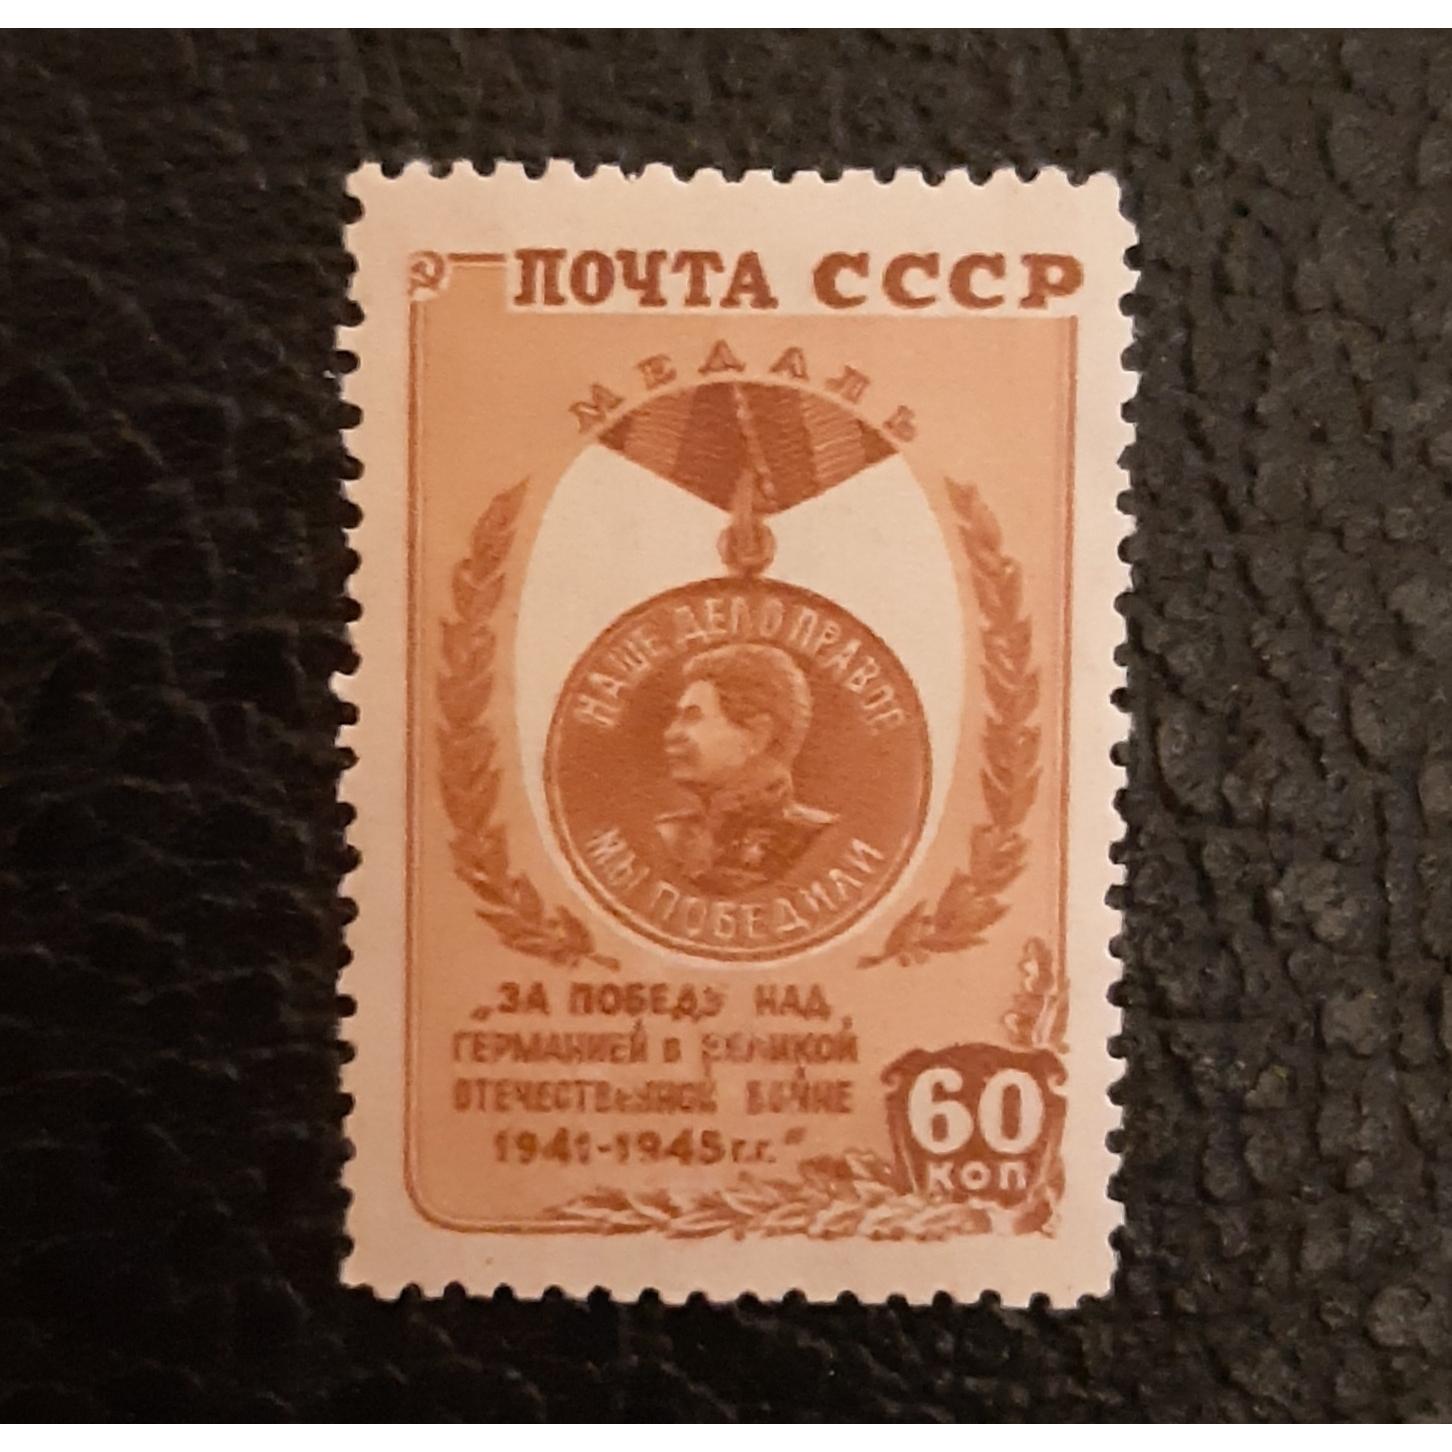 ПОЧТА СССР
МЕДАЛЬ
НАШЕ ДЕЛО ПРАВОЕ
МЫ ПОБЕДИЛИ
„ЗА ПОБЕДУ НАД
ГЕРМАНИЕЙ В ВЕЛИКОЙ
ОТЕЧЕСТВЕННОЙ ВОЙНЕ
1941-1945 г.г.“
60
КОП